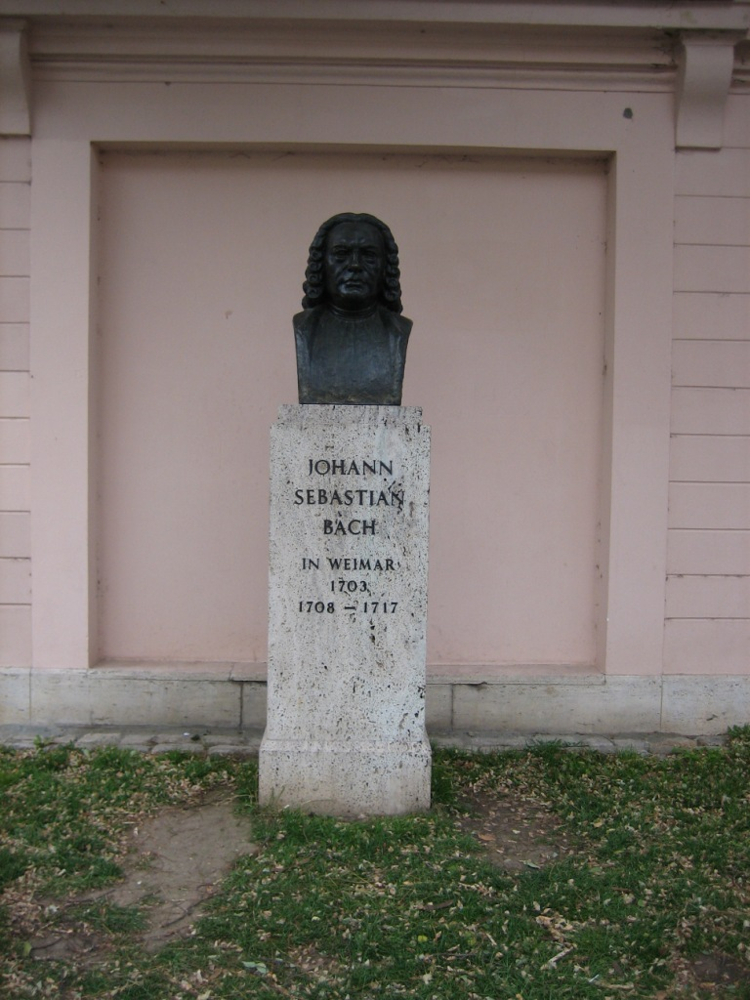 JOHANN
SEBASTIAN
BACH
IN WEIMAR
1703
1708 – 1717